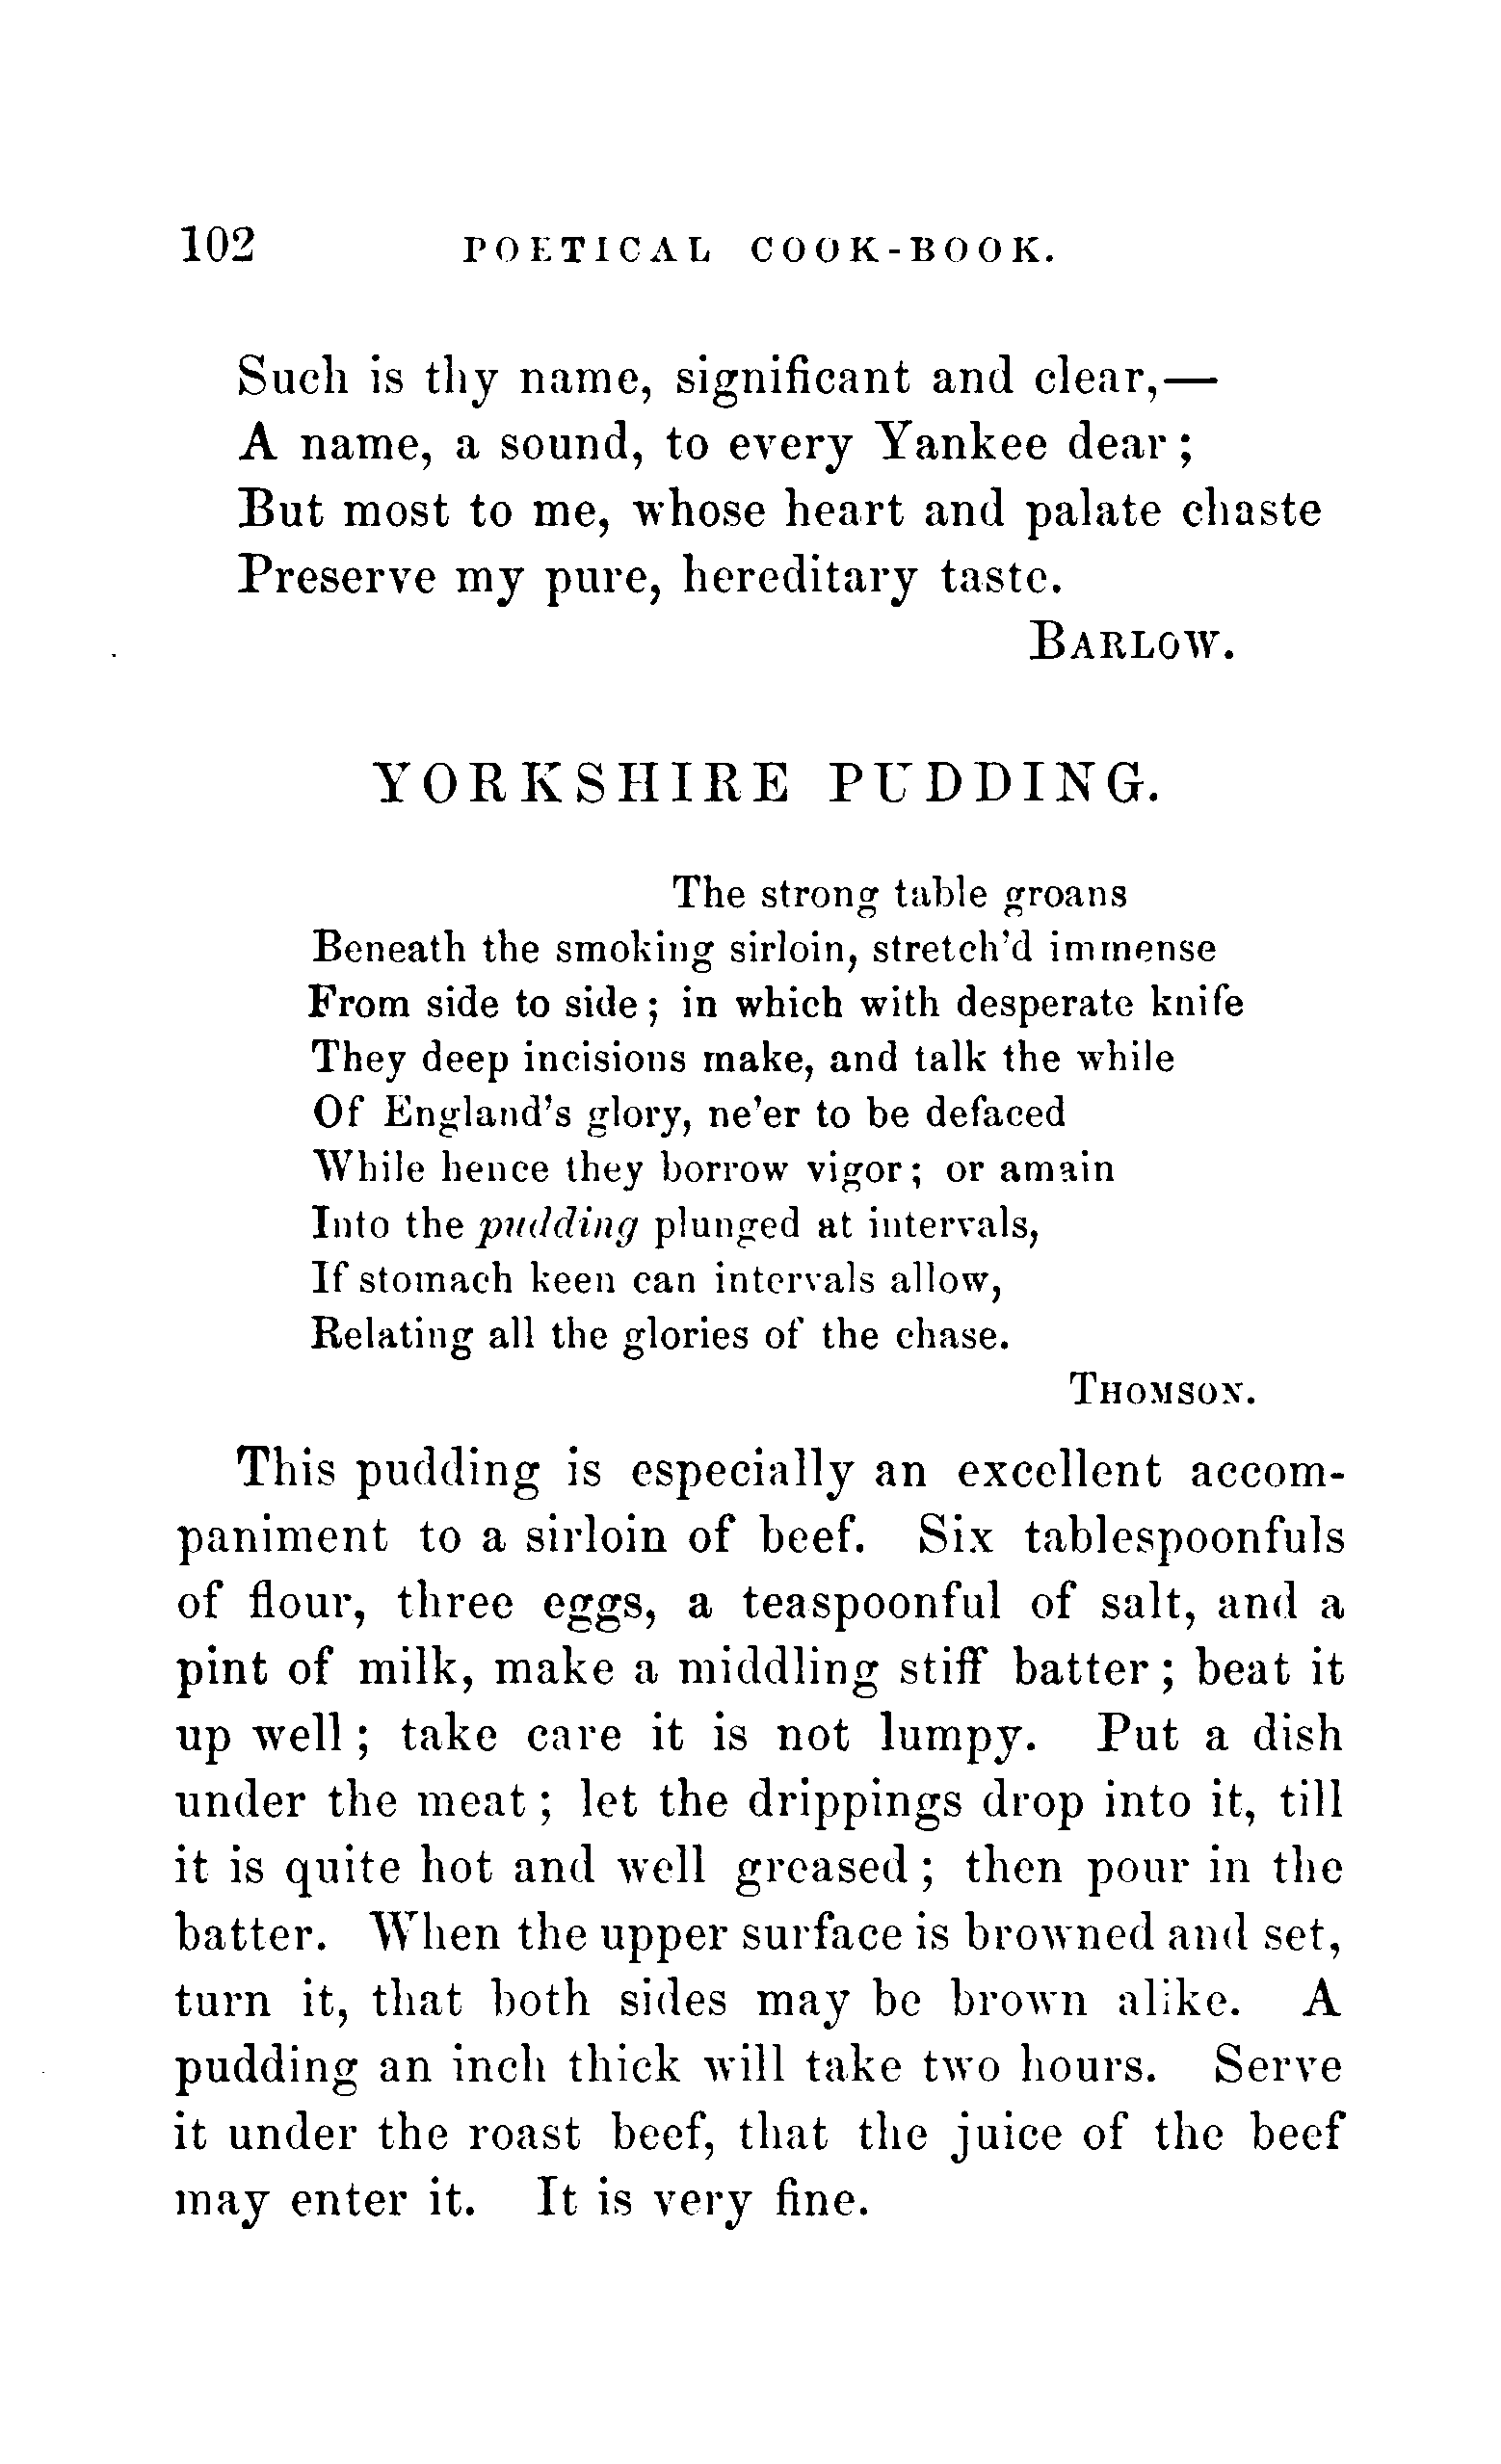 102 POETICAL COOK-BOOK.
Such is thy name, significant and clear,—
A name, a sound, to every Yankee dear;
But most to me, whose heart and palate chaste
Preserve my pure, hereditary taste.
BARLOW.
YORKSHIRE PUDDING.
The strong table groans
Beneath the smoking sirloin, stretch'd immense
From side to side; in which with desperate knife
They deep incisions make, and talk the while
Of England's glory, ne'er to be defaced
While hence they borrow vigor; or amain
Into the pudding plunged at intervals,
If stomach keen can intervals allow,
Relating all the glories of the chase.
THOMSON.
This pudding is especially an excellent accom-
paniment to a sirloin of beef. Six tablespoonfuls
of flour, three eggs, a teaspoonful of salt, and a
pint of milk, make a middling stiff batter; beat it
up well; take care it is not lumpy. Put a dish
under the meat; let the drippings drop into it, till
it is quite hot and well greased; then pour in the
batter. When the upper surface is browned and set,
turn it, that both sides may be brown alike. A
pudding an inch thick will take two hours. Serve
it under the roast beef, that the juice of the beef
may enter it. It is very fine.